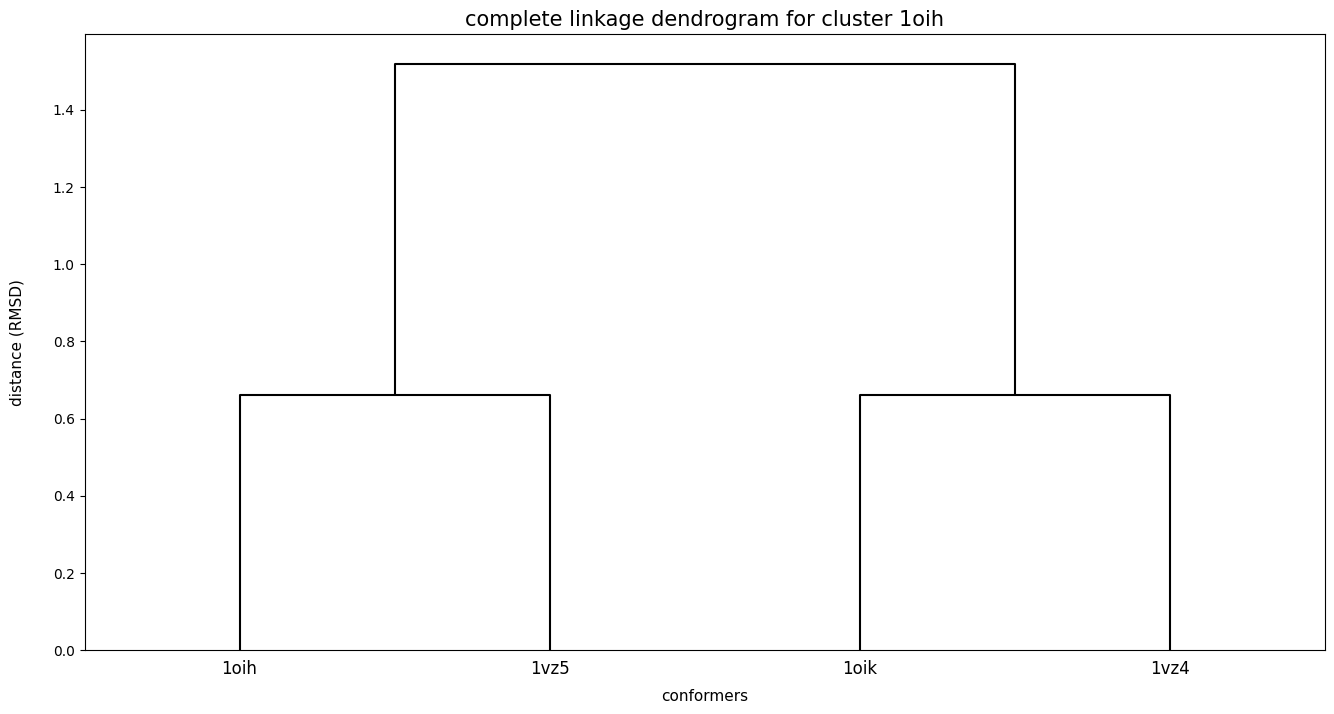 complete linkage dendrogram for cluster 1oih
distance (RMSD)
1.4
1.2
1.0
0.8
0.6
0.4
0.2
0.0
1oih 1vz5 1oik 1vz4
conformers